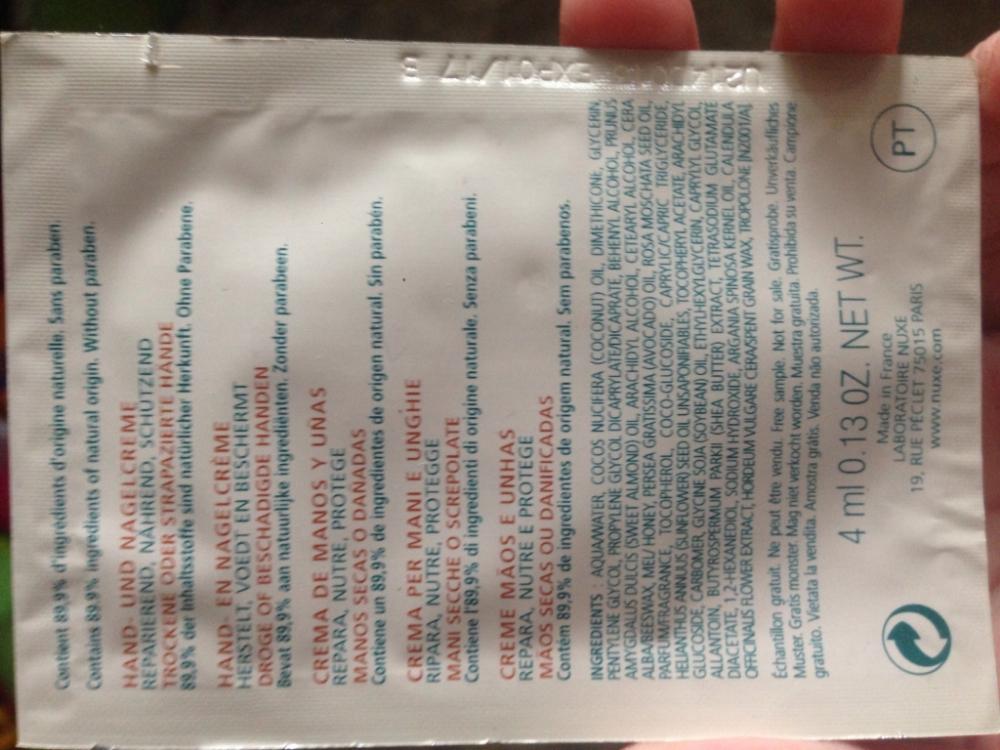 Contient 89,9% d'ingrédients d'origine naturelle. Sans paraben.
Contains 89.9% ingredients of natural origin. Without paraben.
HAND- UND NAGELCREME
REPARIEREND, NÄHREND, SCHÜTZEND
TROCKENE ODER STRAPAZIERTE HÄNDE
89,9% der Inhaltsstoffe sind natürlicher Herkunft. Ohne Parabene.
HAND- EN NAGELCRÈME
HERSTELT, VOEDT EN BESCHERMT
DROGE OF BESCHADIGDE HANDEN
Bevat 89,9% aan natuurlijke ingrediënten. Zonder parabeen.
CREMA DE MANOS Y UÑAS
REPARA, NUTRE, PROTEGE
MANOS SECAS O DAÑADAS
Contiene un 89,9% de ingredientes de origen natural. Sin parabén.
CREMA PER MANI E UNGHIE
RIPARA, NUTRE, PROTEGGE
MANI SECCHE O SCREPOLATE
Contiene l'89,9% di ingredienti di origine naturale. Senza parabeni.
CREME MÃOS E UNHAS
REPARA, NUTRE E PROTEGE
MÃOS SECAS OU DANIFICADAS
Contém 89,9% de ingredientes de origem natural. Sem parabenos.
INGREDIENTS : AQUA/WATER, COCOS NUCIFERA (COCONUT) OIL, DIMETHICONE, GLYCERIN,
PENTYLENE GLYCOL, PROPYLENE GLYCOL DICAPRYLATE/DICAPRATE, BEHENYL ALCOHOL, PRUNUS
AMYGDALUS DULCIS (SWEET ALMOND) OIL, ARACHIDYL ALCOHOL, CETEARYL ALCOHOL, CERA
ALBA/BEESWAX, MEL/ HONEY, PERSEA GRATISSIMA (AVOCADO) OIL, ROSA MOSCHATA SEED OIL,
PARFUM/FRAGRANCE, TOCOPHEROL, COCO-GLUCOSIDE, CAPRYLIC/CAPRIC TRIGLYCERIDE,
HELIANTHUS ANNUUS SUNFLOWER SEED OIL UNSAPONIFIABLES, TOCOPHERYL ACETATE, ARACHIDYL
GLUCOSIDE, CARBOMER, GLYCINE SOJA (SOYBEAN) OIL, ETHYLHEXYLGLYCERIN, CAPRYLYL GLYCOL,
ALLANTOIN, BUTYROSPERMUM PARKII (SHEA BUTTER) EXTRACT, TETRASODIUM GLUTAMATE
DIACETATE, 1,2-HEXANEDIOL, SODIUM HYDROXIDE, ARGANIA SPINOSA KERNEL OIL, CALENDULA
OFFICINALIS FLOWER EXTRACT, HORDEUM VULGARE CERA/SPENT GRAIN WAX, TROPOLONE [N2001/A]
Échantillon gratuit. Ne peut être vendu. Free sample. Not for sale. Gratisprobe. Unverkäufliches
Muster. Gratis monster. Mag niet verkocht worden. Muestra gratuita. Prohibida su venta. Campione
gratuito. Vietata la vendita. Amostra grátis. Venda não autorizada.
4 ml 0.13 OZ. NET WT.
Made in France
LABORATOIRE NUXE
19, RUE PECLET 75015 PARIS
www.nuxe.com
PT
EXP01/17 B